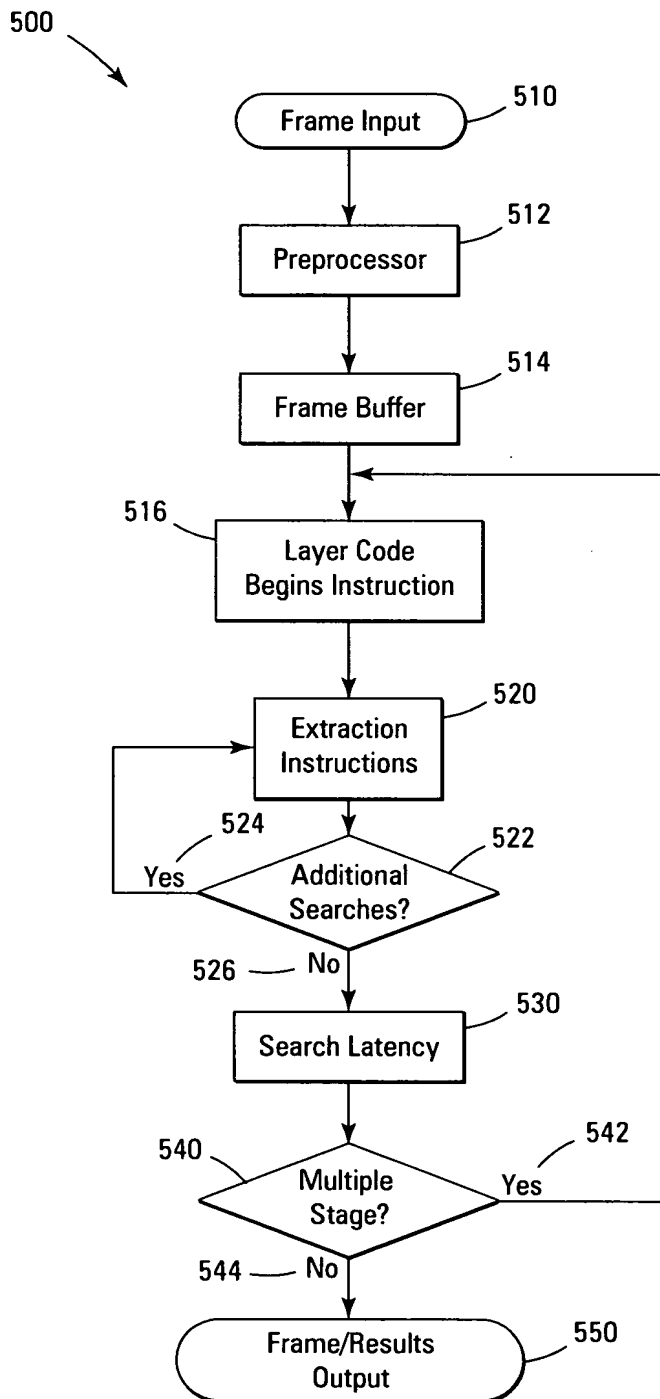 500
510
Frame Input
512
Preprocessor
514
Frame Buffer
516
Layer Code
Begins Instruction
520
Extraction
Instructions
524
Yes
522
Additional
Searches?
526
No
530
Search Latency
540
542
Multiple
Stage?
Yes
544
No
550
Frame/Results
Output